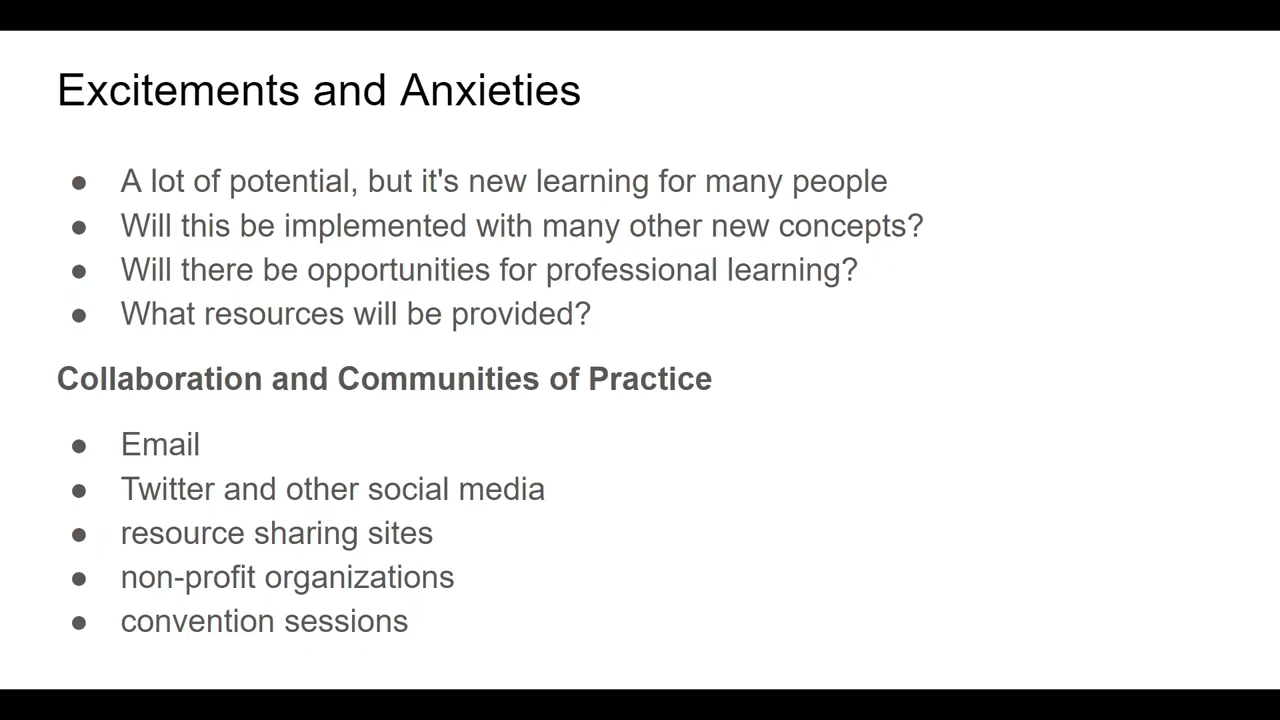 Excitements and Anxieties
● A lot of potential, but it's new learning for many people
● Will this be implemented with many other new concepts?
● Will there be opportunities for professional learning?
● What resources will be provided?
Collaboration and Communities of Practice
● Email
● Twitter and other social media
● resource sharing sites
● non-profit organizations
● convention sessions